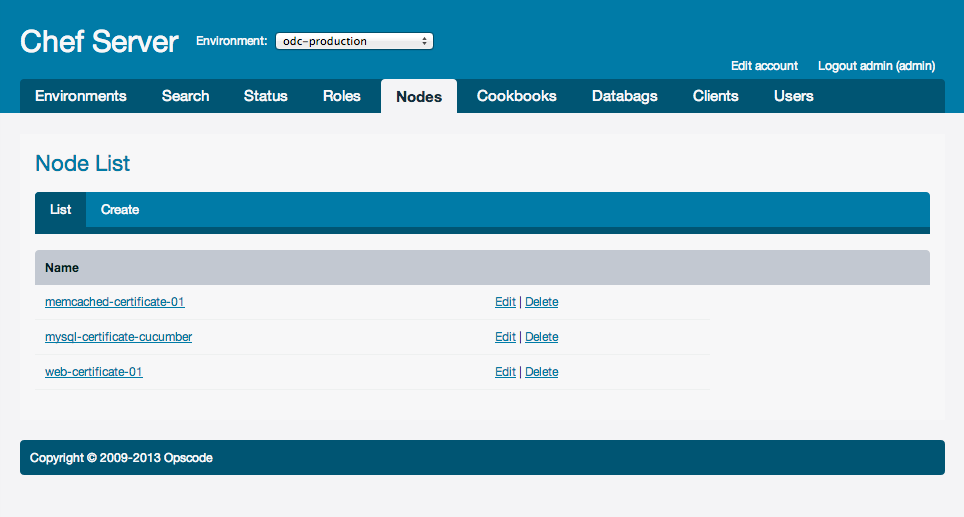 Chef Server Environment: odc-production
Edit account Logout admin (admin)
Environments Search Status Roles Nodes Cookbooks Databags Clients Users
Node List
List Create
Name
memcached-certificate-01 Edit | Delete
mysql-certificate-cucumber Edit | Delete
web-certificate-01 Edit | Delete
Copyright © 2009-2013 Opscode